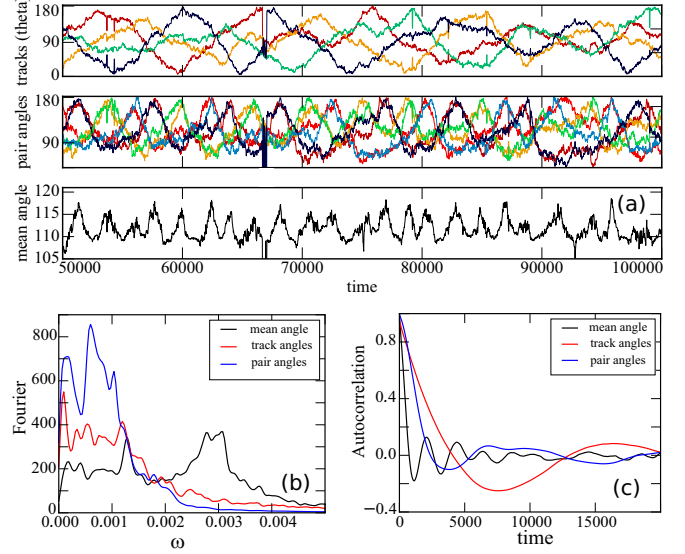 tracks (theta)
180
90
0
pair angles
180
90
mean angle
120
115
110
105
(a)
50000 60000 70000 80000 90000 100000
time
Fourier
800
600
400
200
0
mean angle
track angles
pair angles
(b)
0.000 0.001 0.002 0.003 0.004
ω
Autocorrelation
0.8
0.4
0.0
−0.4
mean angle
track angles
pair angles
(c)
0 5000 10000 15000
time